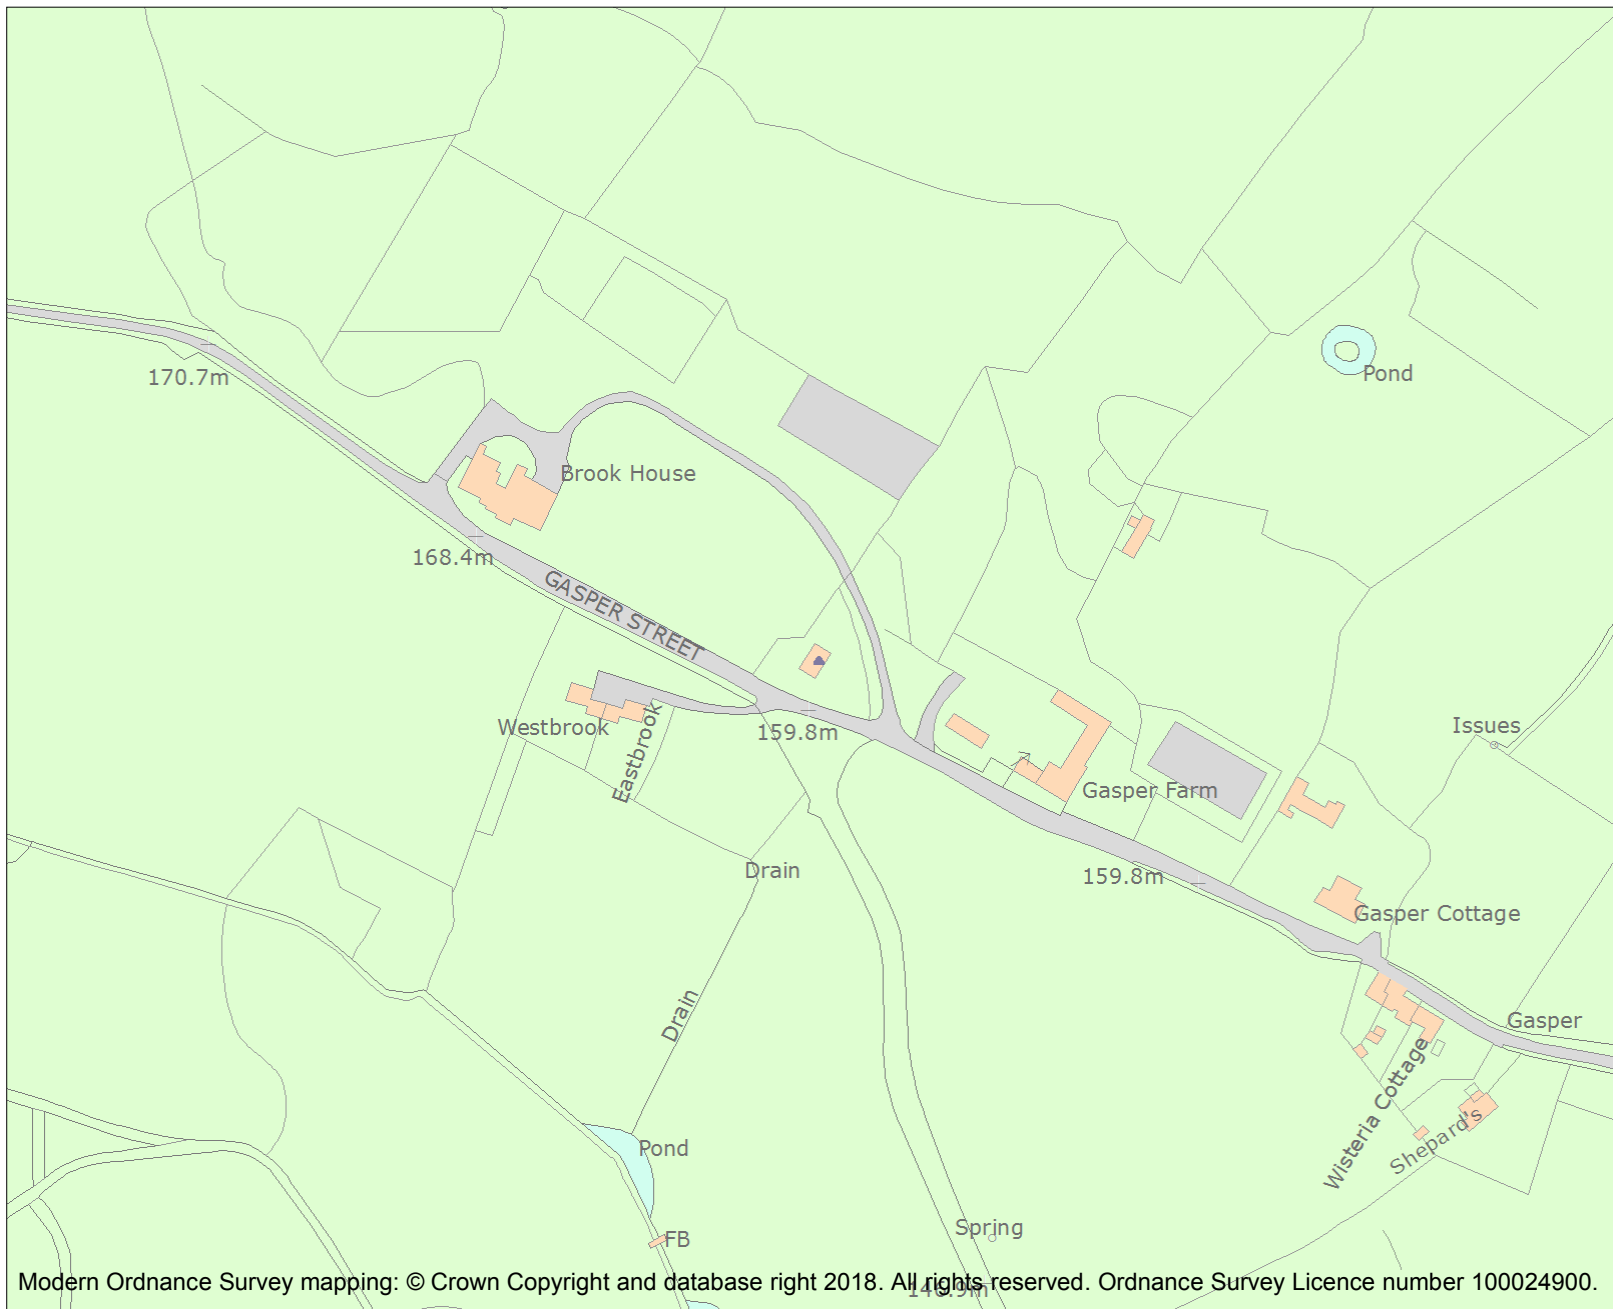 Pond
170.7m
Brook House
168.4m
GASPER STREET
Westbrook
Eastbrook
159.8m
Issues
Gasper Farm
Drain
159.8m
Gasper Cottage
Drain
Gasper
Wisteria Cottage
Shepard's
Pond
Spring
FB
146.9m
Modern Ordnance Survey mapping: © Crown Copyright and database right 2018. All rights reserved. Ordnance Survey Licence number 100024900.